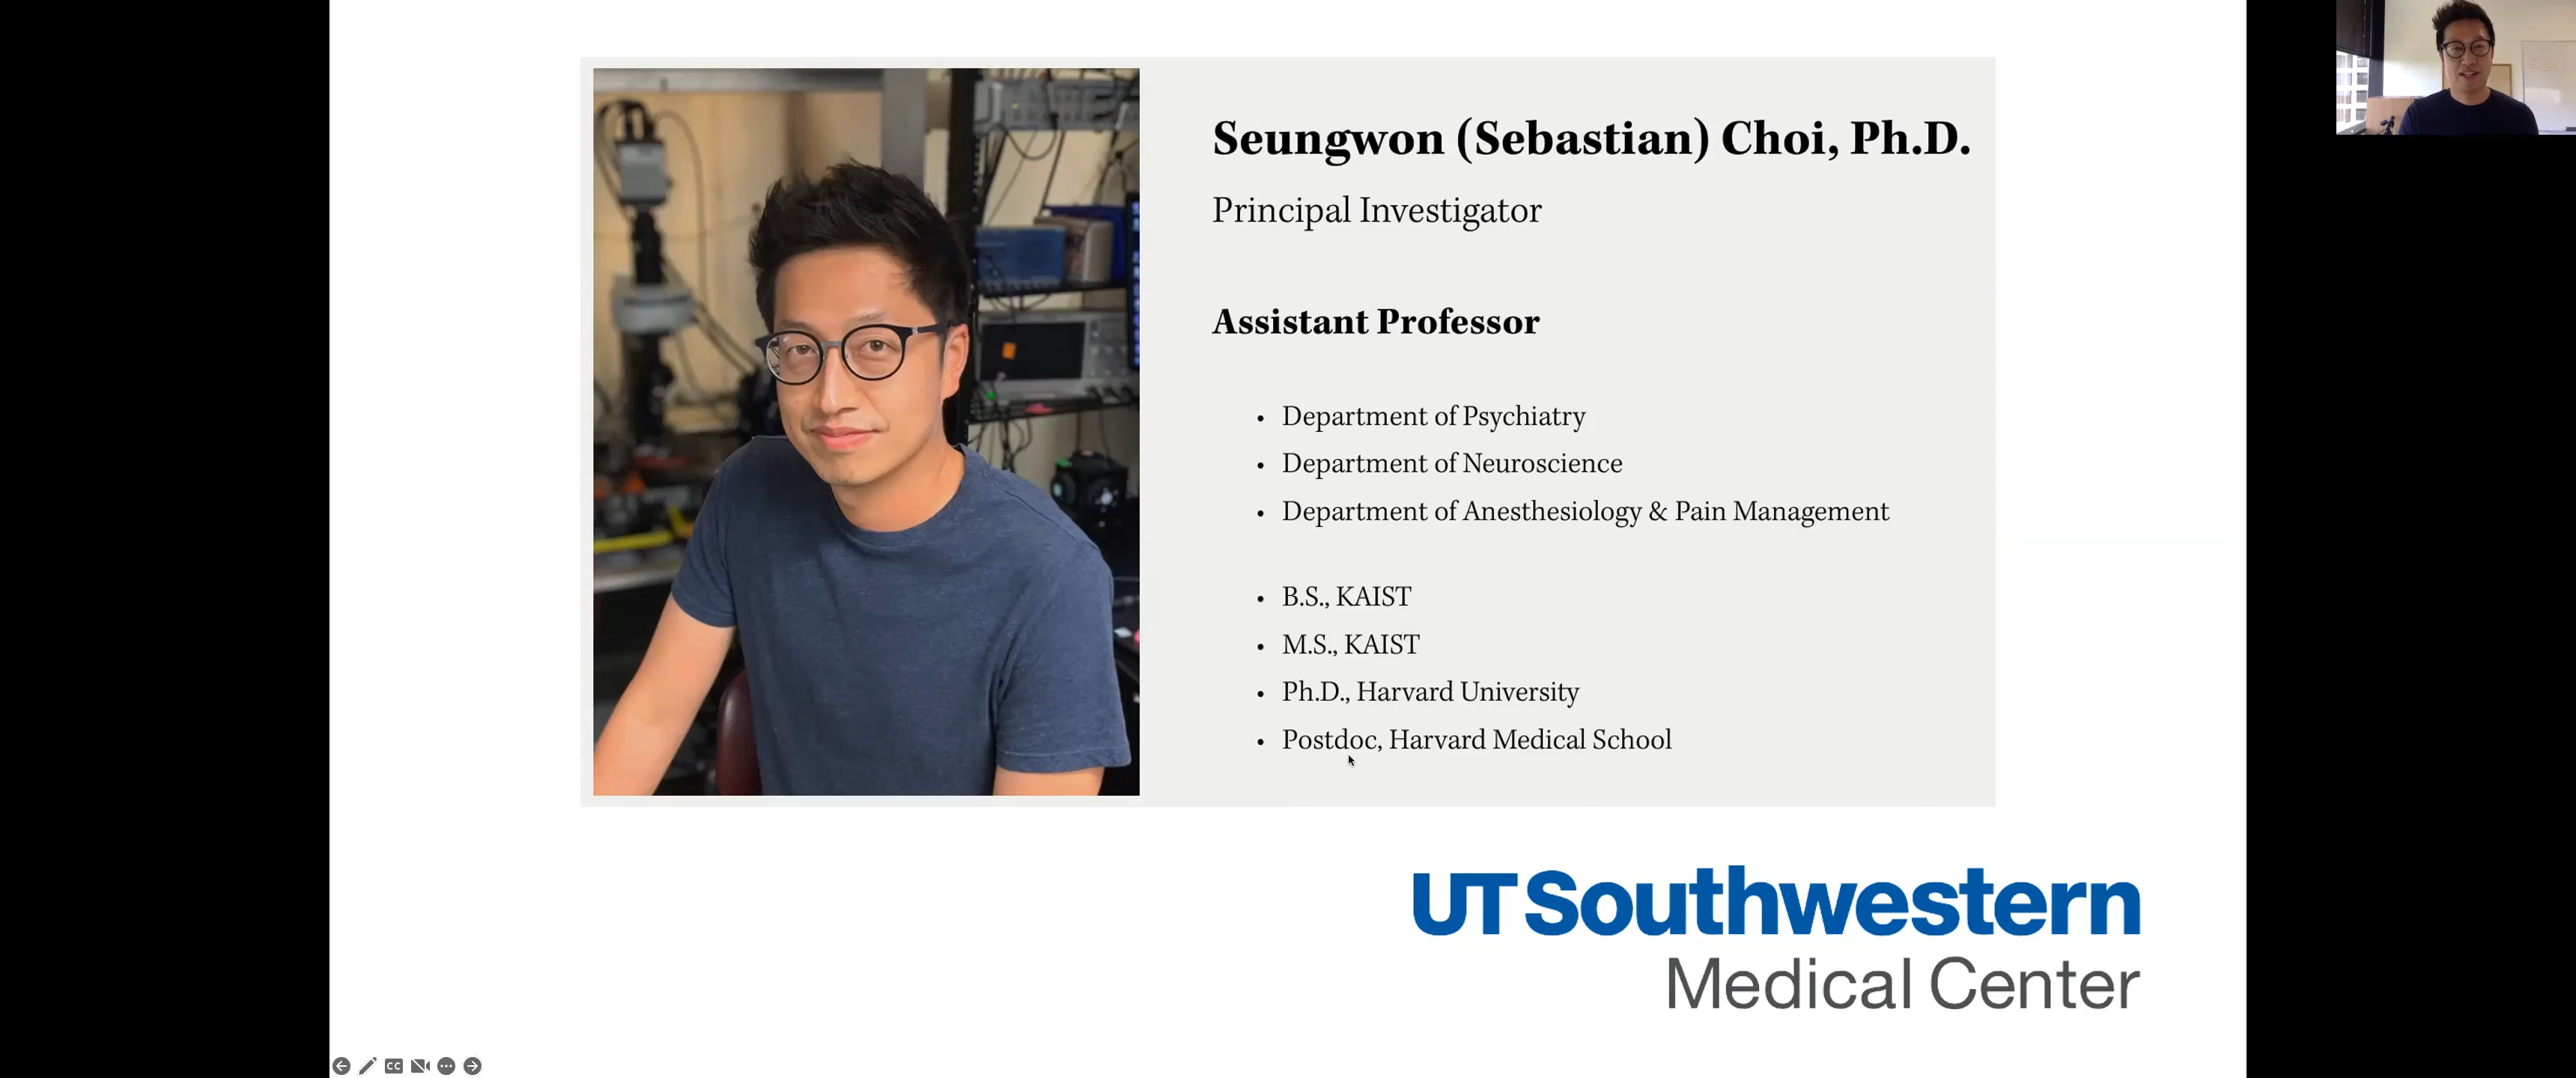 Seungwon (Sebastian) Choi, Ph.D.
Principal Investigator
Assistant Professor
• Department of Psychiatry
• Department of Neuroscience
• Department of Anesthesiology & Pain Management
• B.S., KAIST
• M.S., KAIST
• Ph.D., Harvard University
• Postdoc, Harvard Medical School
UT Southwestern
Medical Center
CC